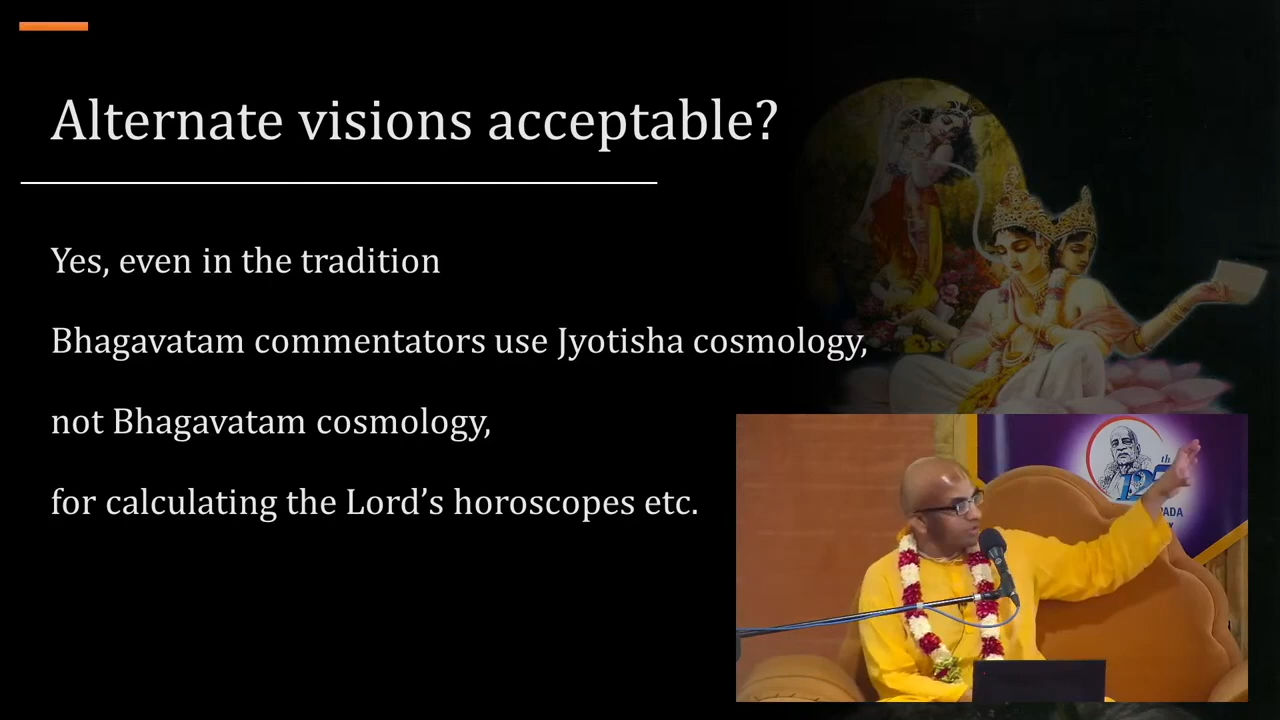 Alternate visions acceptable?
Yes, even in the tradition
Bhagavatam commentators use Jyotisha cosmology,
not Bhagavatam cosmology,
for calculating the Lord’s horoscopes etc.
th